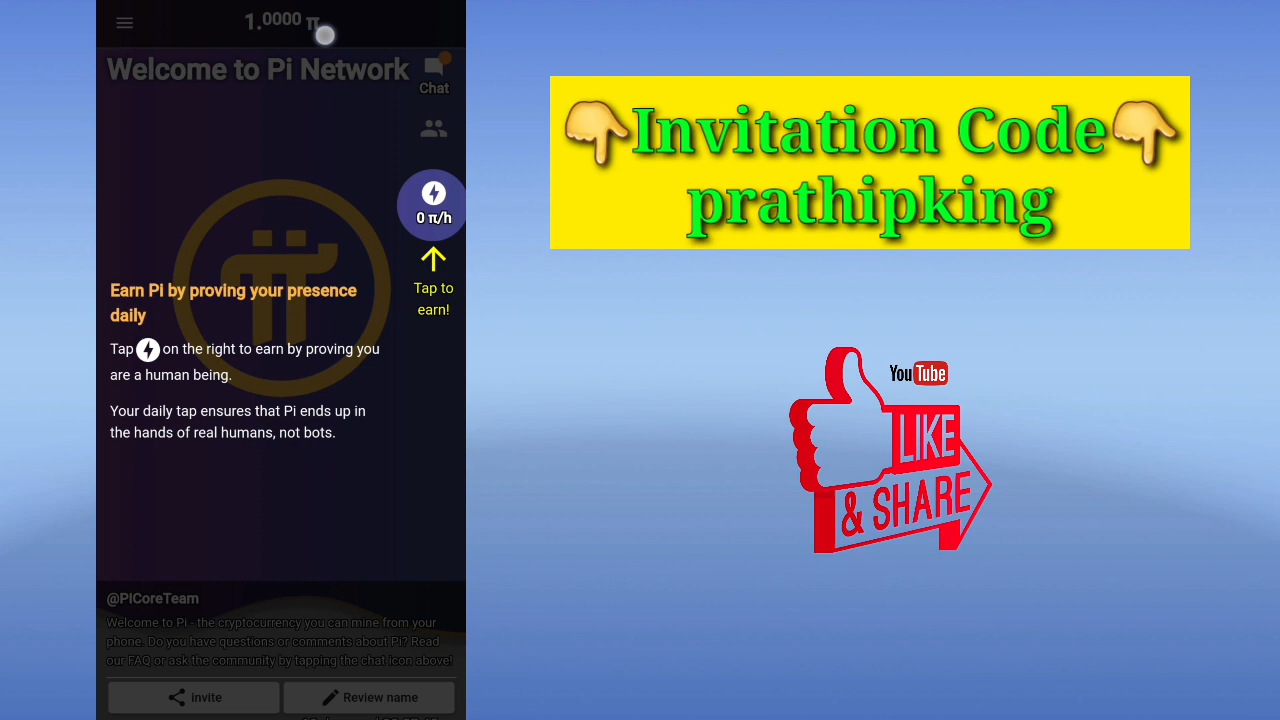 1.0000 π
Welcome to Pi Network
Chat
0 π/h
Tap to
earn!
Earn Pi by proving your presence
daily
Tap on the right to earn by proving you
are a human being.
Your daily tap ensures that Pi ends up in
the hands of real humans, not bots.
@PiCoreTeam
Welcome to Pi - the cryptocurrency you can mine from your
phone. Do you have questions or comments about Pi? Read
our FAQ or ask the community by tapping the chat icon above!
invite
Review name
👇Invitation Code👇
prathipking
YouTube
LIKE
& SHARE